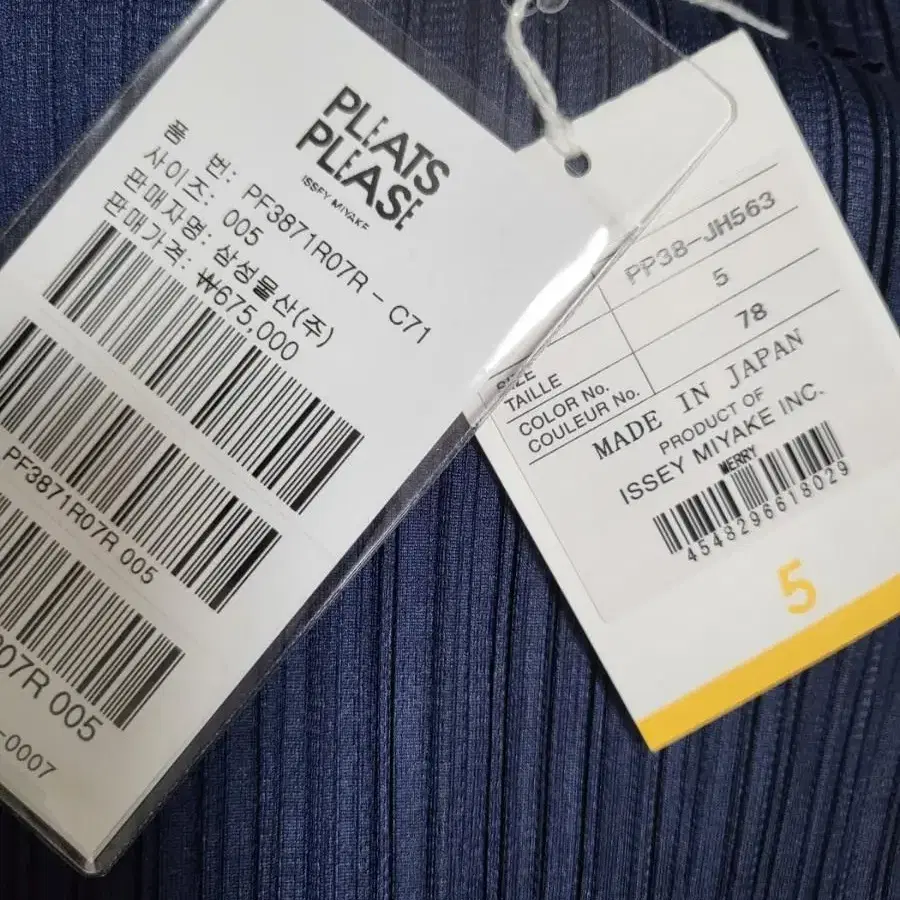 PLEATS
PLEASE
ISSEY MIYAKE
품 번: PF3871R07R - C71
사이즈: 005
판매자명: 삼성물산(주)
판매가격: ₩675,000
PF3871R07R 005
07R 005
-0007
PP38-JH563
SIZE
TAILLE
5
COLOR No.
COULEUR No.
78
MADE IN JAPAN
PRODUCT OF
ISSEY MIYAKE INC.
MERRY
4548296618029
5